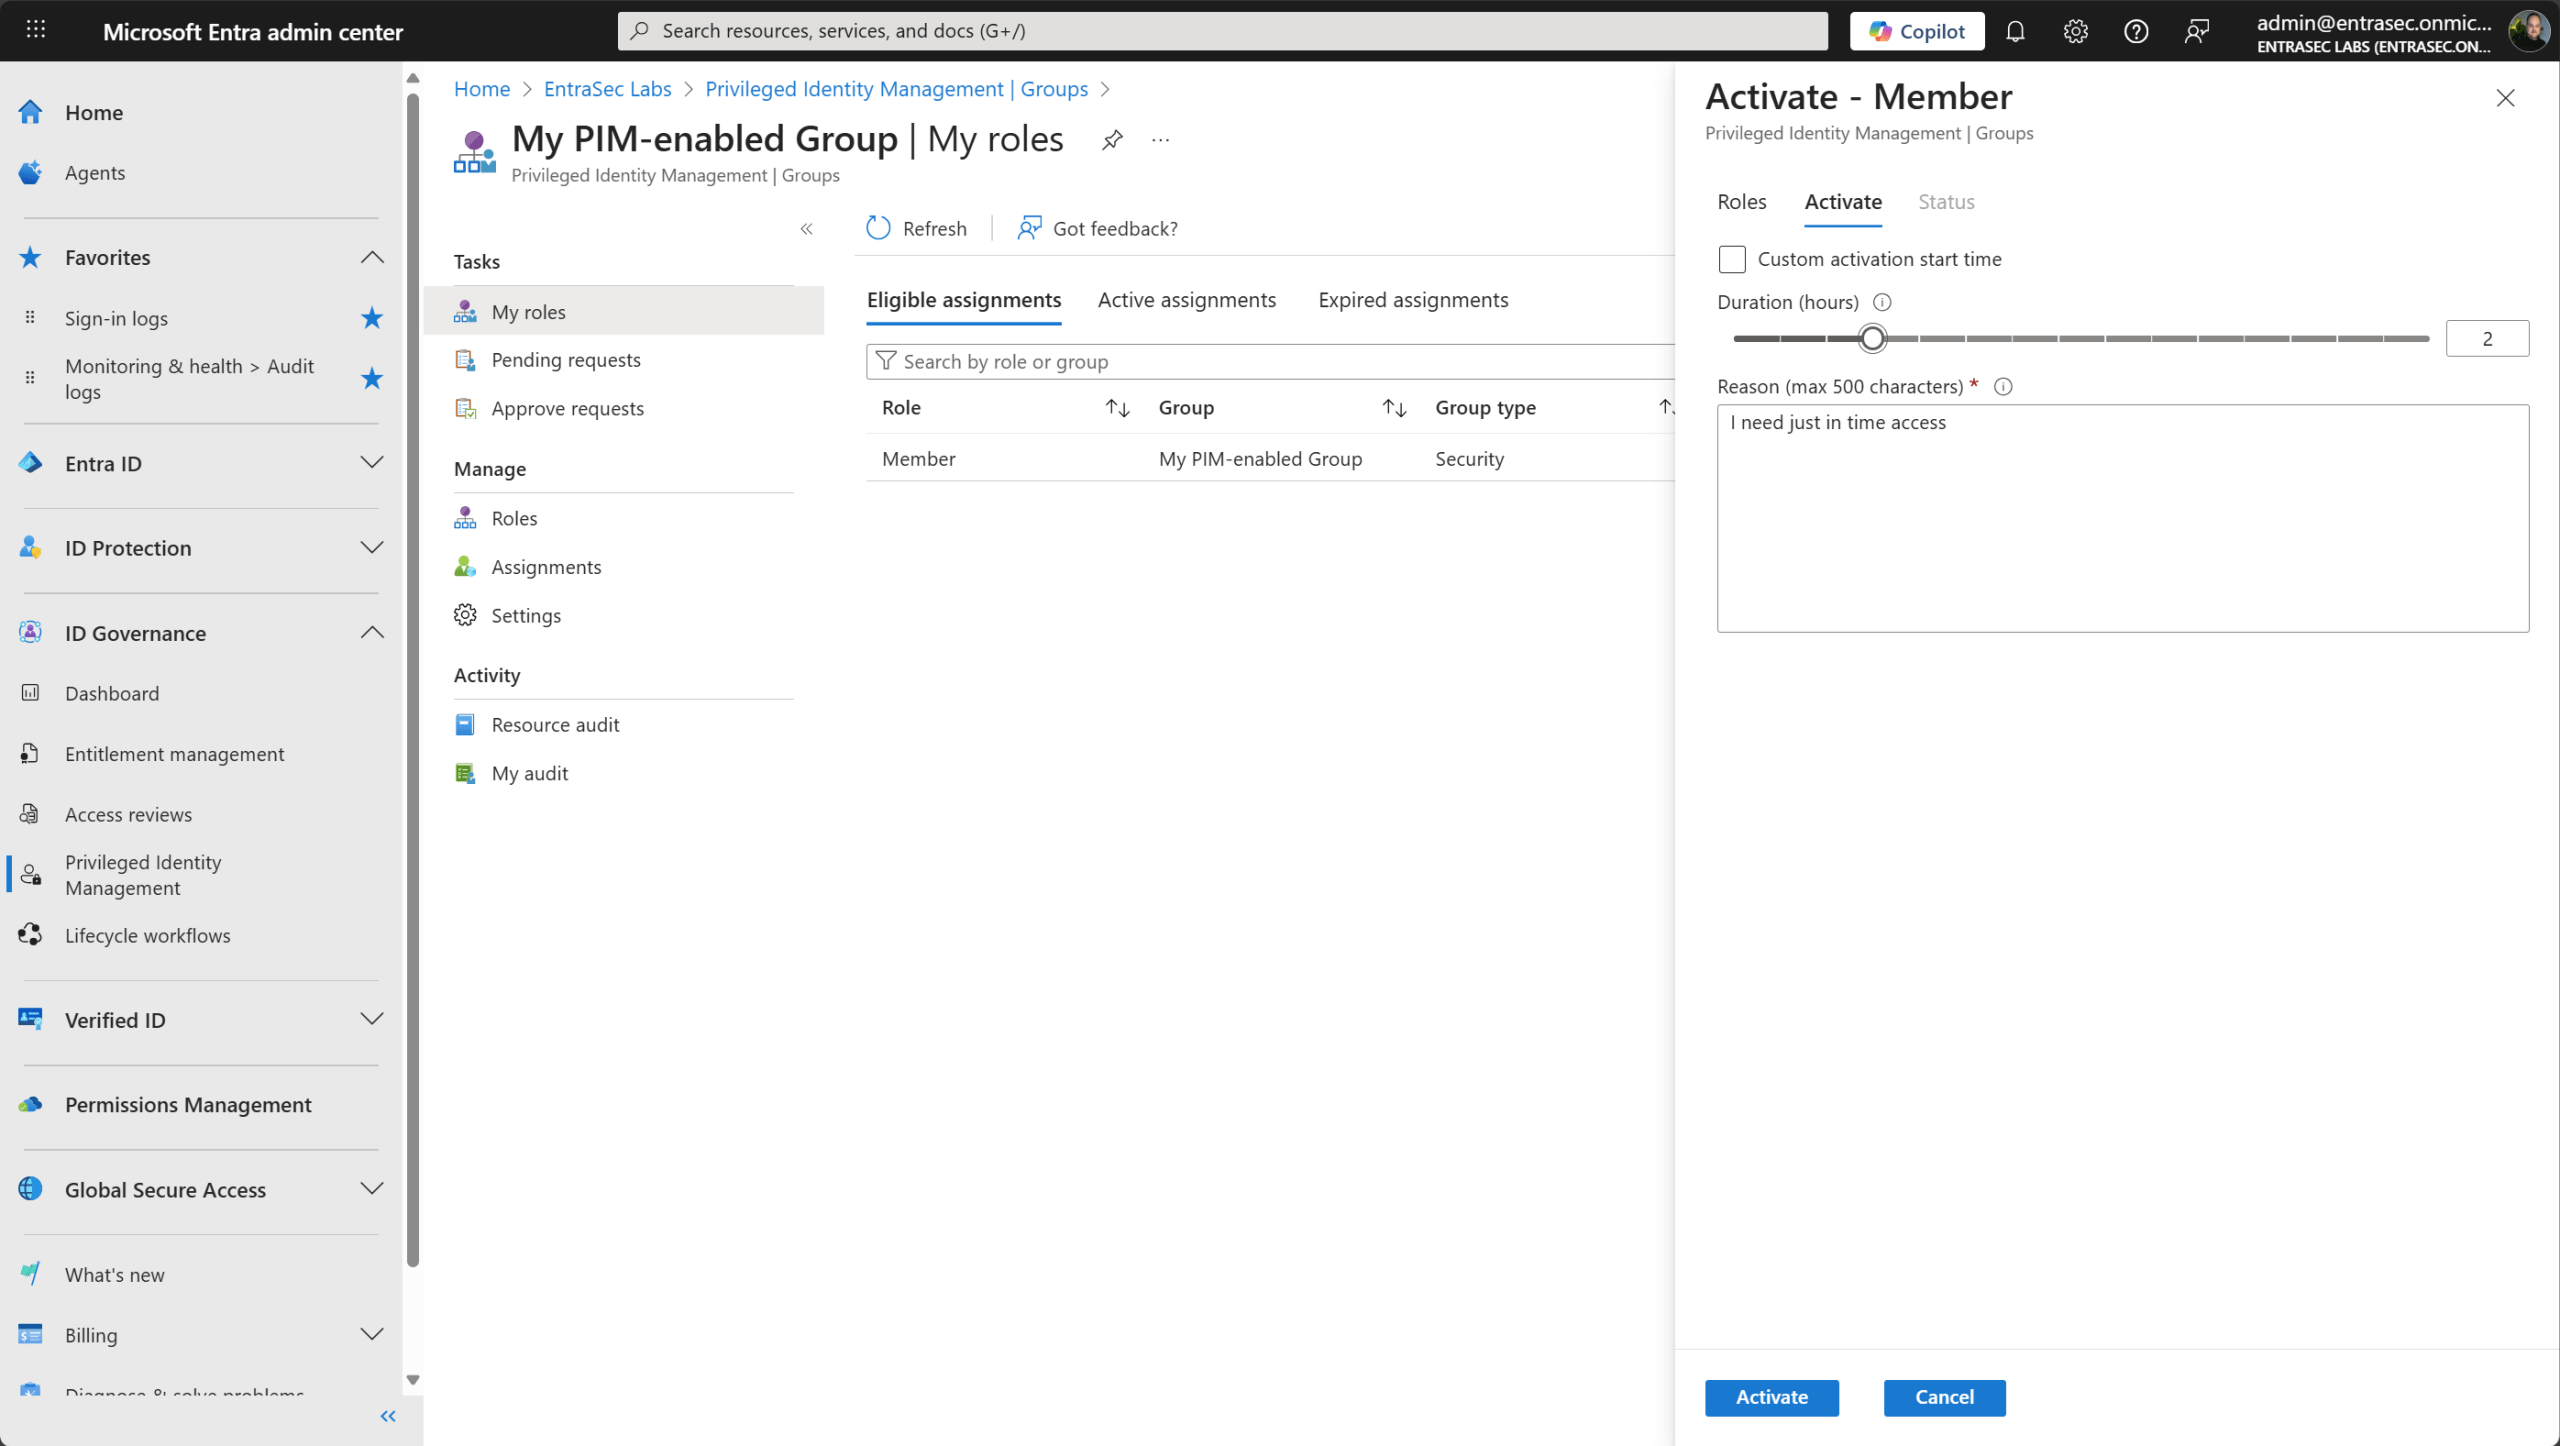 Microsoft Entra admin center
Search resources, services, and docs (G+/)
Copilot
admin@entrasec.onmic...
ENTRASEC LABS (ENTRASEC.ON...
Home
Agents
Favorites
Sign-in logs
Monitoring & health > Audit
logs
Entra ID
ID Protection
ID Governance
Dashboard
Entitlement management
Access reviews
Privileged Identity
Management
Lifecycle workflows
Verified ID
Permissions Management
Global Secure Access
What's new
Billing
Diagnose & solve problems
Home > EntraSec Labs > Privileged Identity Management | Groups >
My PIM-enabled Group | My roles
Privileged Identity Management | Groups
Tasks
My roles
Pending requests
Approve requests
Manage
Roles
Assignments
Settings
Activity
Resource audit
My audit
Refresh
Got feedback?
Eligible assignments Active assignments Expired assignments
Search by role or group
Role Group Group type
Member My PIM-enabled Group Security
Activate - Member
Privileged Identity Management | Groups
Roles Activate Status
Custom activation start time
Duration (hours)
2
Reason (max 500 characters) *
I need just in time access
Activate Cancel